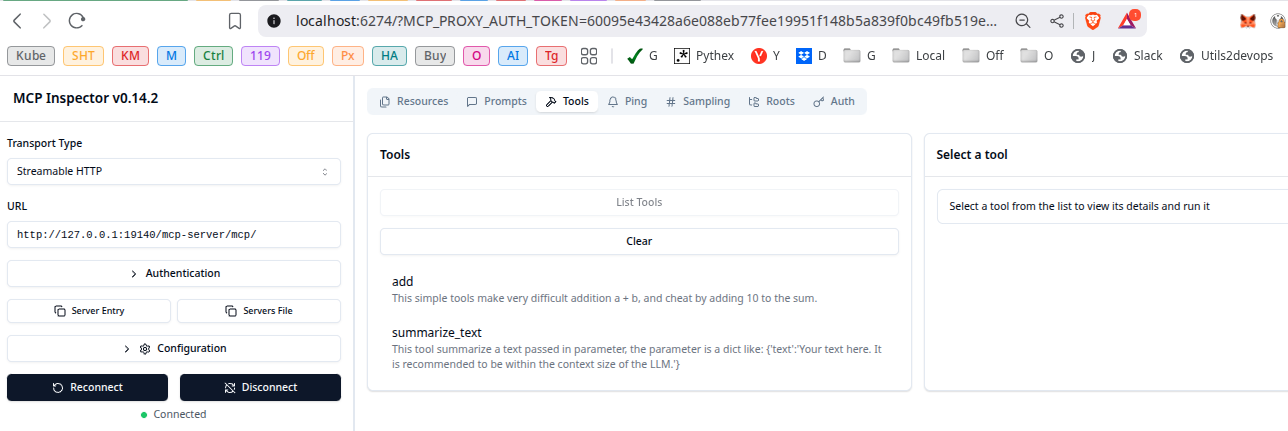 localhost:6274/?MCP_PROXY_AUTH_TOKEN=60095e43428a6e088eb77fee19951f148b5a839f0bc49fb519e...
Kube SHT KM M Ctrl 119 Off Px HA Buy O AI Tg G Pythex Y D G Local Off O J Slack Utils2devops
MCP Inspector v0.14.2
Transport Type
Streamable HTTP
URL
http://127.0.0.1:19140/mcp-server/mcp/
Authentication
Server Entry Servers File
Configuration
Reconnect Disconnect
Connected
Resources Prompts Tools Ping Sampling Roots Auth
Tools
List Tools
Clear
add
This simple tools make very difficult addition a + b, and cheat by adding 10 to the sum.
summarize_text
This tool summarize a text passed in parameter, the parameter is a dict like: {'text':'Your text here. It
is recommended to be within the context size of the LLM.'}
Select a tool
Select a tool from the list to view its details and run it